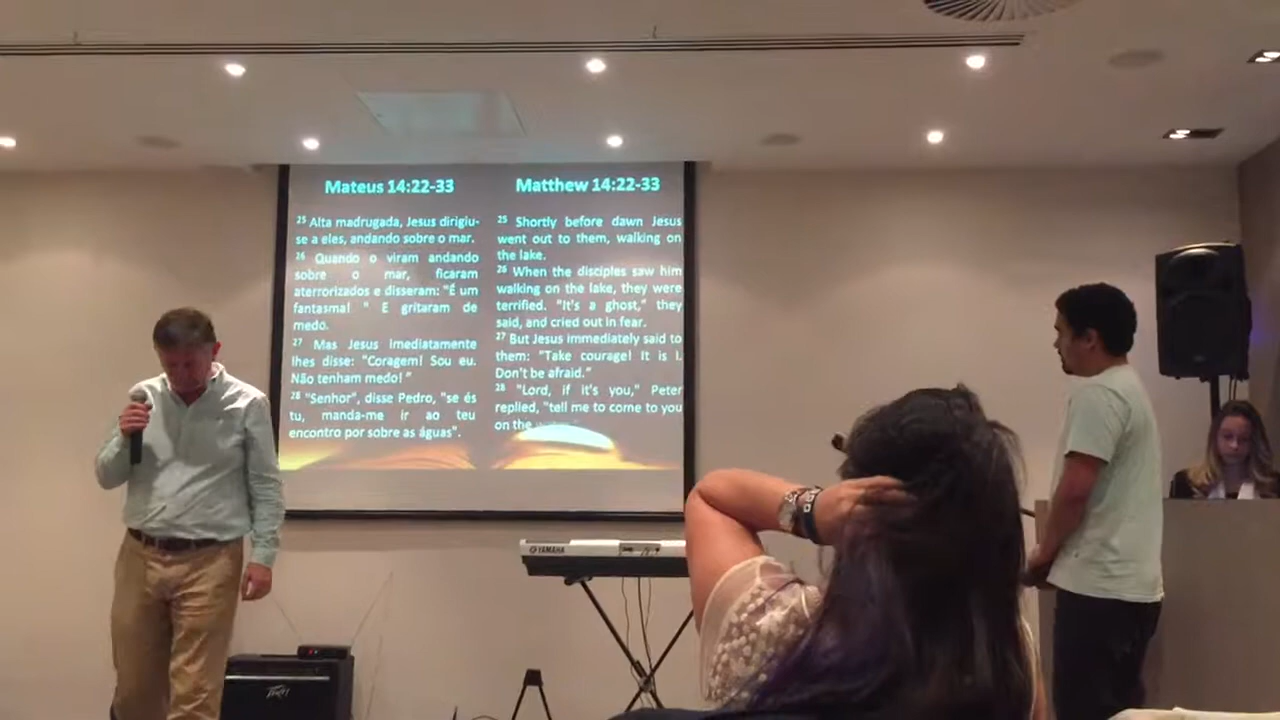 Mateus 14:22-33
25 Alta madrugada, Jesus dirigiu-
se a eles, andando sobre o mar.
26 Quando o viram andando
sobre o mar, ficaram
aterrorizados e disseram: "É um
fantasma! " E gritaram de
medo.
27 Mas Jesus imediatamente
lhes disse: "Coragem! Sou eu.
Não tenham medo! "
28 "Senhor", disse Pedro, "se és
tu, manda-me ir ao teu
encontro por sobre as águas".
Matthew 14:22-33
25 Shortly before dawn Jesus
went out to them, walking on
the lake.
26 When the disciples saw him
walking on the lake, they were
terrified. "It's a ghost," they
said, and cried out in fear.
27 But Jesus immediately said to
them: "Take courage! It is I.
Don't be afraid."
28 "Lord, if it's you," Peter
replied, "tell me to come to you
on the
YAMAHA
PEAVEY